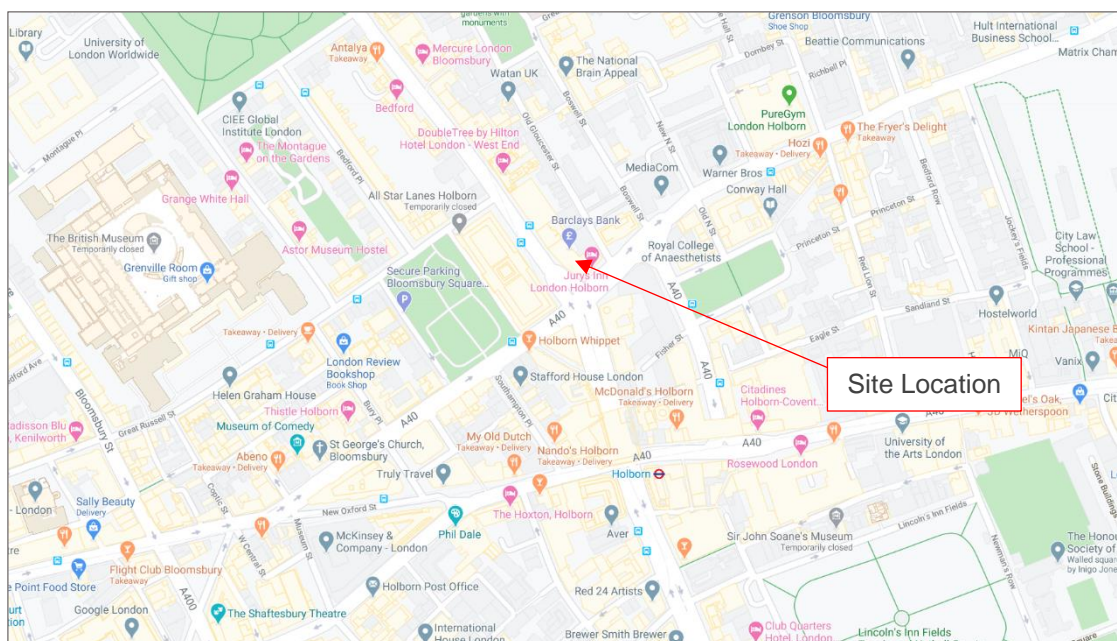 Library
University of
London Worldwide
Antalya
Takeaway
Mercure London
Bloomsbury
gardens with
monuments
Watan UK
The National
Brain Appeal
Grenson Bloomsbury
Shoe Shop
Dombey St
Beattie Communications
Hult International
Business School...
Matrix Cham
Richbell Pl
Bedford
CIEE Global
Institute London
The Montague
on the Gardens
Montague Pl
Bedford Pl
DoubleTree by Hilton
Hotel London - West End
Old Gloucester St
Boswell St
New N St
PureGym
London Holborn
Hozi
Takeaway • Delivery
The Fryer's Delight
Takeaway
MediaCom
Warner Bros
Conway Hall
Grange White Hall
All Star Lanes Holborn
Temporarily closed
Boswell St
Old N St
Bedford Row
Princeton St
Princeton St
Jockey's Fields
The British Museum
Temporarily closed
Astor Museum Hostel
Barclays Bank
Royal College
of Anaesthetists
City Law
School -
Professional
Programmes
Grenville Room
Gift shop
Secure Parking
Bloomsbury Square...
Jurys Inn
London Holborn
A40
A40
Red Lion St
Sandland St
Hostelworld
Takeaway • Delivery
London Review
Bookshop
Book Shop
Holborn Whippet
Fisher St
Eagle St
Kintan Japanese B
MiQ
Vanix
Site Location
Bloomsbury St
Helen Graham House
Great Russell St
Thistle Holborn
Bury Pl
A40
Southampton Pl
Stafford House London
McDonald's Holborn
Takeaway • Delivery
Citadines
Holborn-Covent...
A40
Radisson Blu
Kenilworth
Museum of Comedy
St George's Church,
Bloomsbury
Abeno
Takeaway • Delivery
My Old Dutch
Takeaway • Delivery
Nando's Holborn
Takeaway • Delivery
A40
A40
University of
the Arts London
Rosewood London
Truly Travel
Holborn
Sally Beauty
Delivery
Coptic St
New Oxford St
The Hoxton, Holborn
Stone Buildings
- London
Museum St
McKinsey &
Company - London
Phil Dale
Aver
Sir John Soane's Museum
Temporarily closed
Lincoln's Inn Fields
Newman's Row
The Honou
Society of
Walled square
by Inigo Jone
Flight Club Bloomsbury
Takeaway
W Central St
Point Food Store
Holborn Post Office
Red 24 Artists
A400
Google London
The Shaftesbury Theatre
International
House London
Brewer Smith Brewer
Club Quarters
Hotel, London
Lincoln's Inn Fields